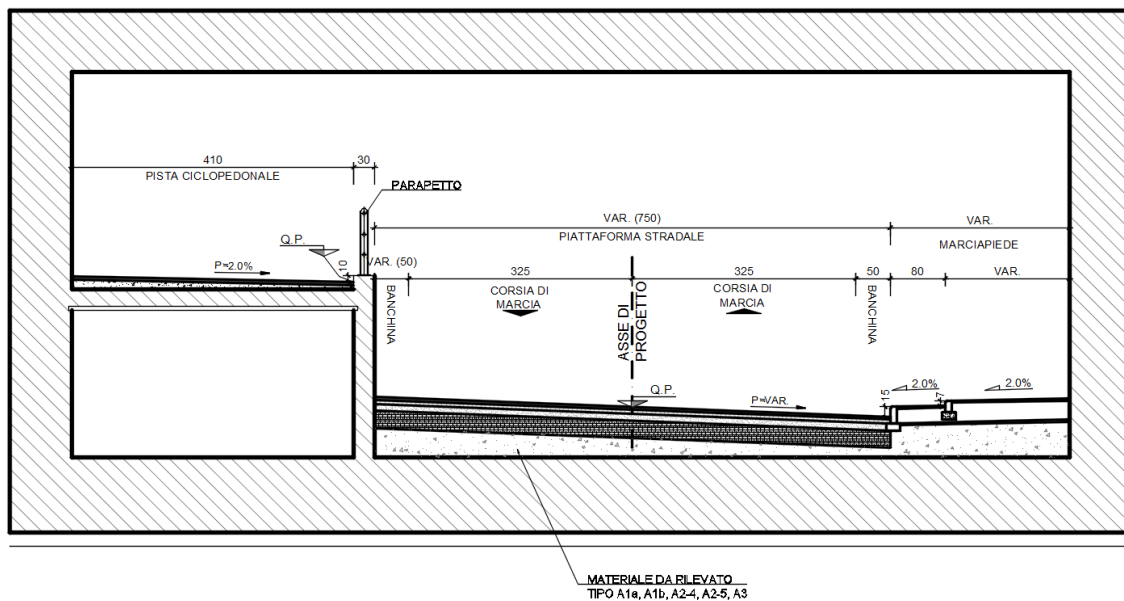 410
30
PISTA CICLOPEDONALE
PARAPETTO
VAR. (750)
VAR.
PIATTAFORMA STRADALE
MARCIAPIEDE
Q.P.
P=2.0%
10
VAR. (50)
325
325
50
80
VAR.
BANCHINA
CORSIA DI
MARCIA
ASSE DI
PROGETTO
CORSIA DI
MARCIA
BANCHINA
Q.P.
P=VAR.
15
2.0%
7
2.0%
MATERIALE DA RILEVATO
TIPO A1a, A1b, A2-4, A2-5, A3